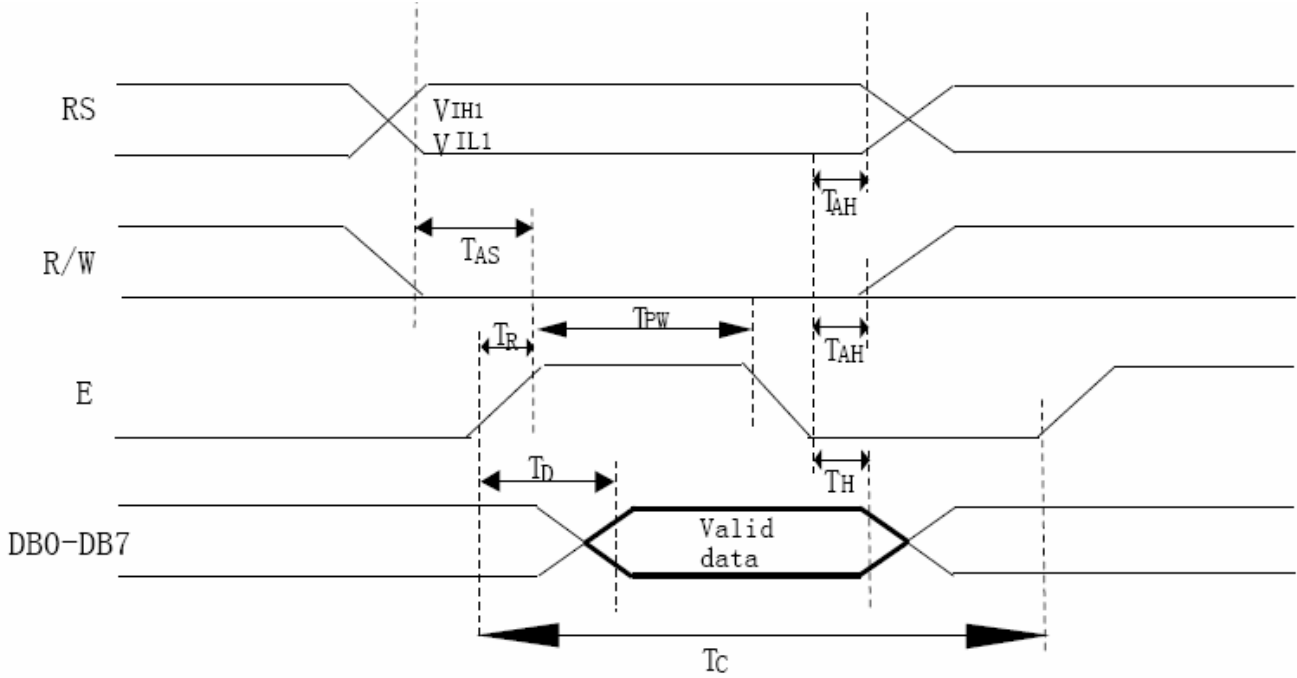 RS
VIH1
VIL1
TAH
R/W
TAS
TR
TPW
TAH
E
TD
TH
DB0-DB7
Valid
data
TC